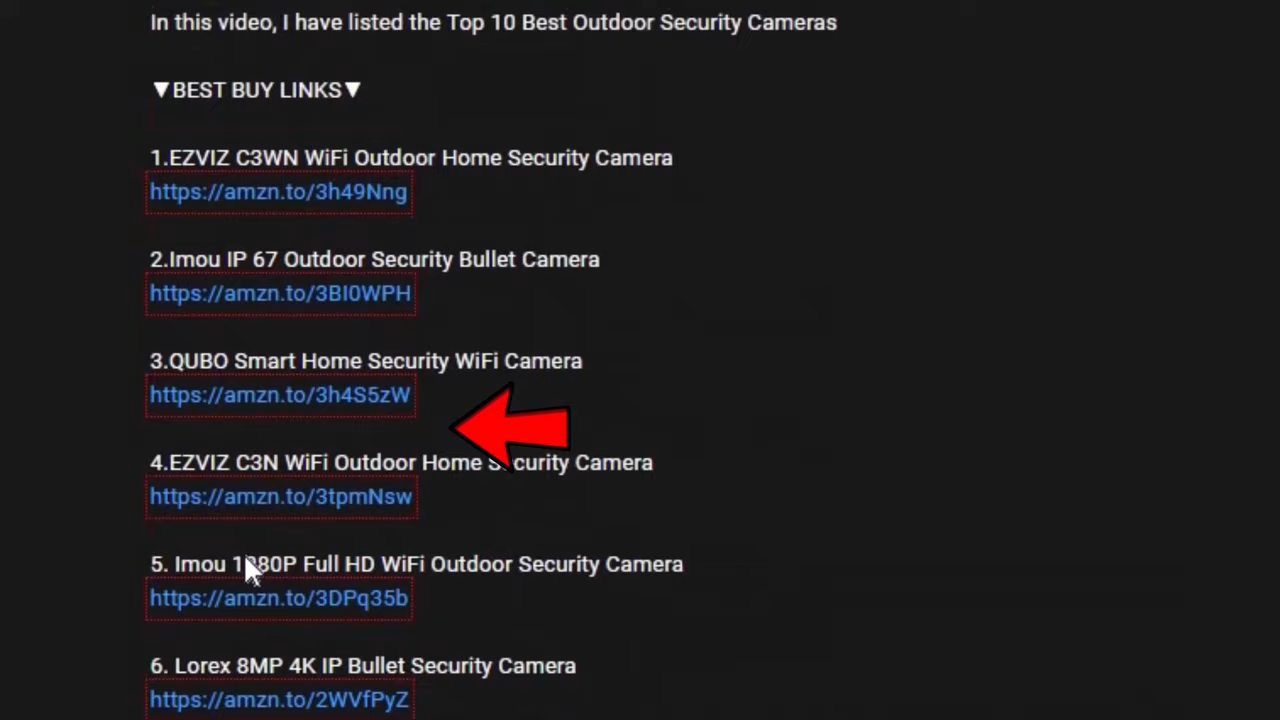 In this video, I have listed the Top 10 Best Outdoor Security Cameras
▼BEST BUY LINKS▼
1.EZVIZ C3WN WiFi Outdoor Home Security Camera
https://amzn.to/3h49Nng
2.Imou IP 67 Outdoor Security Bullet Camera
https://amzn.to/3BI0WPH
3.QUBO Smart Home Security WiFi Camera
https://amzn.to/3h4S5zW
4.EZVIZ C3N WiFi Outdoor Home Security Camera
https://amzn.to/3tpmNsw
5. Imou 1080P Full HD WiFi Outdoor Security Camera
https://amzn.to/3DPq35b
6. Lorex 8MP 4K IP Bullet Security Camera
https://amzn.to/2WVfPyZ